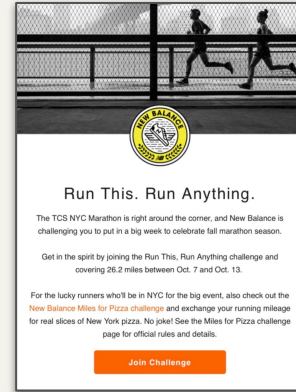 NEW BALANCE
Run This. Run Anything.
The TCS NYC Marathon is right around the corner, and New Balance is
challenging you to put in a big week to celebrate fall marathon season.
Get in the spirit by joining the Run This, Run Anything challenge and
covering 26.2 miles between Oct. 7 and Oct. 13.
For the lucky runners who'll be in NYC for the big event, also check out the
New Balance Miles for Pizza challenge and exchange your running mileage
for real slices of New York pizza. No joke! See the Miles for Pizza challenge
page for official rules and details.
Join Challenge